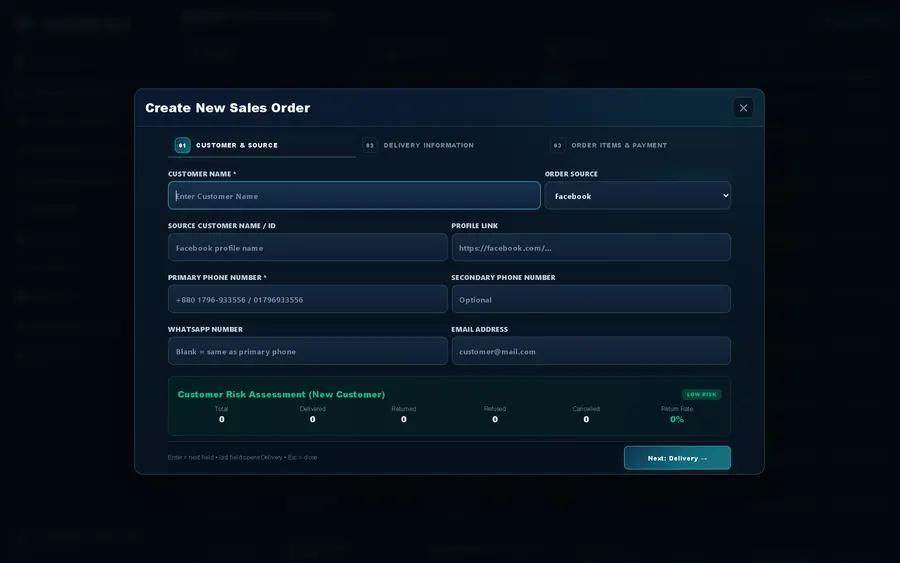 Create New Sales Order
01 CUSTOMER & SOURCE
02 DELIVERY INFORMATION
03 ORDER ITEMS & PAYMENT
CUSTOMER NAME * ORDER SOURCE
Enter Customer Name Facebook
SOURCE CUSTOMER NAME / ID PROFILE LINK
Facebook profile name https://facebook.com/...
PRIMARY PHONE NUMBER * SECONDARY PHONE NUMBER
+880 1796-933556 / 01796933556 Optional
WHATSAPP NUMBER EMAIL ADDRESS
Blank = same as primary phone customer@mail.com
Customer Risk Assessment (New Customer) LOW RISK
Total Delivered Returned Refused Cancelled Return Rate
0 0 0 0 0 0%
Enter = next field • last field opens Delivery • Esc = close
Next: Delivery →